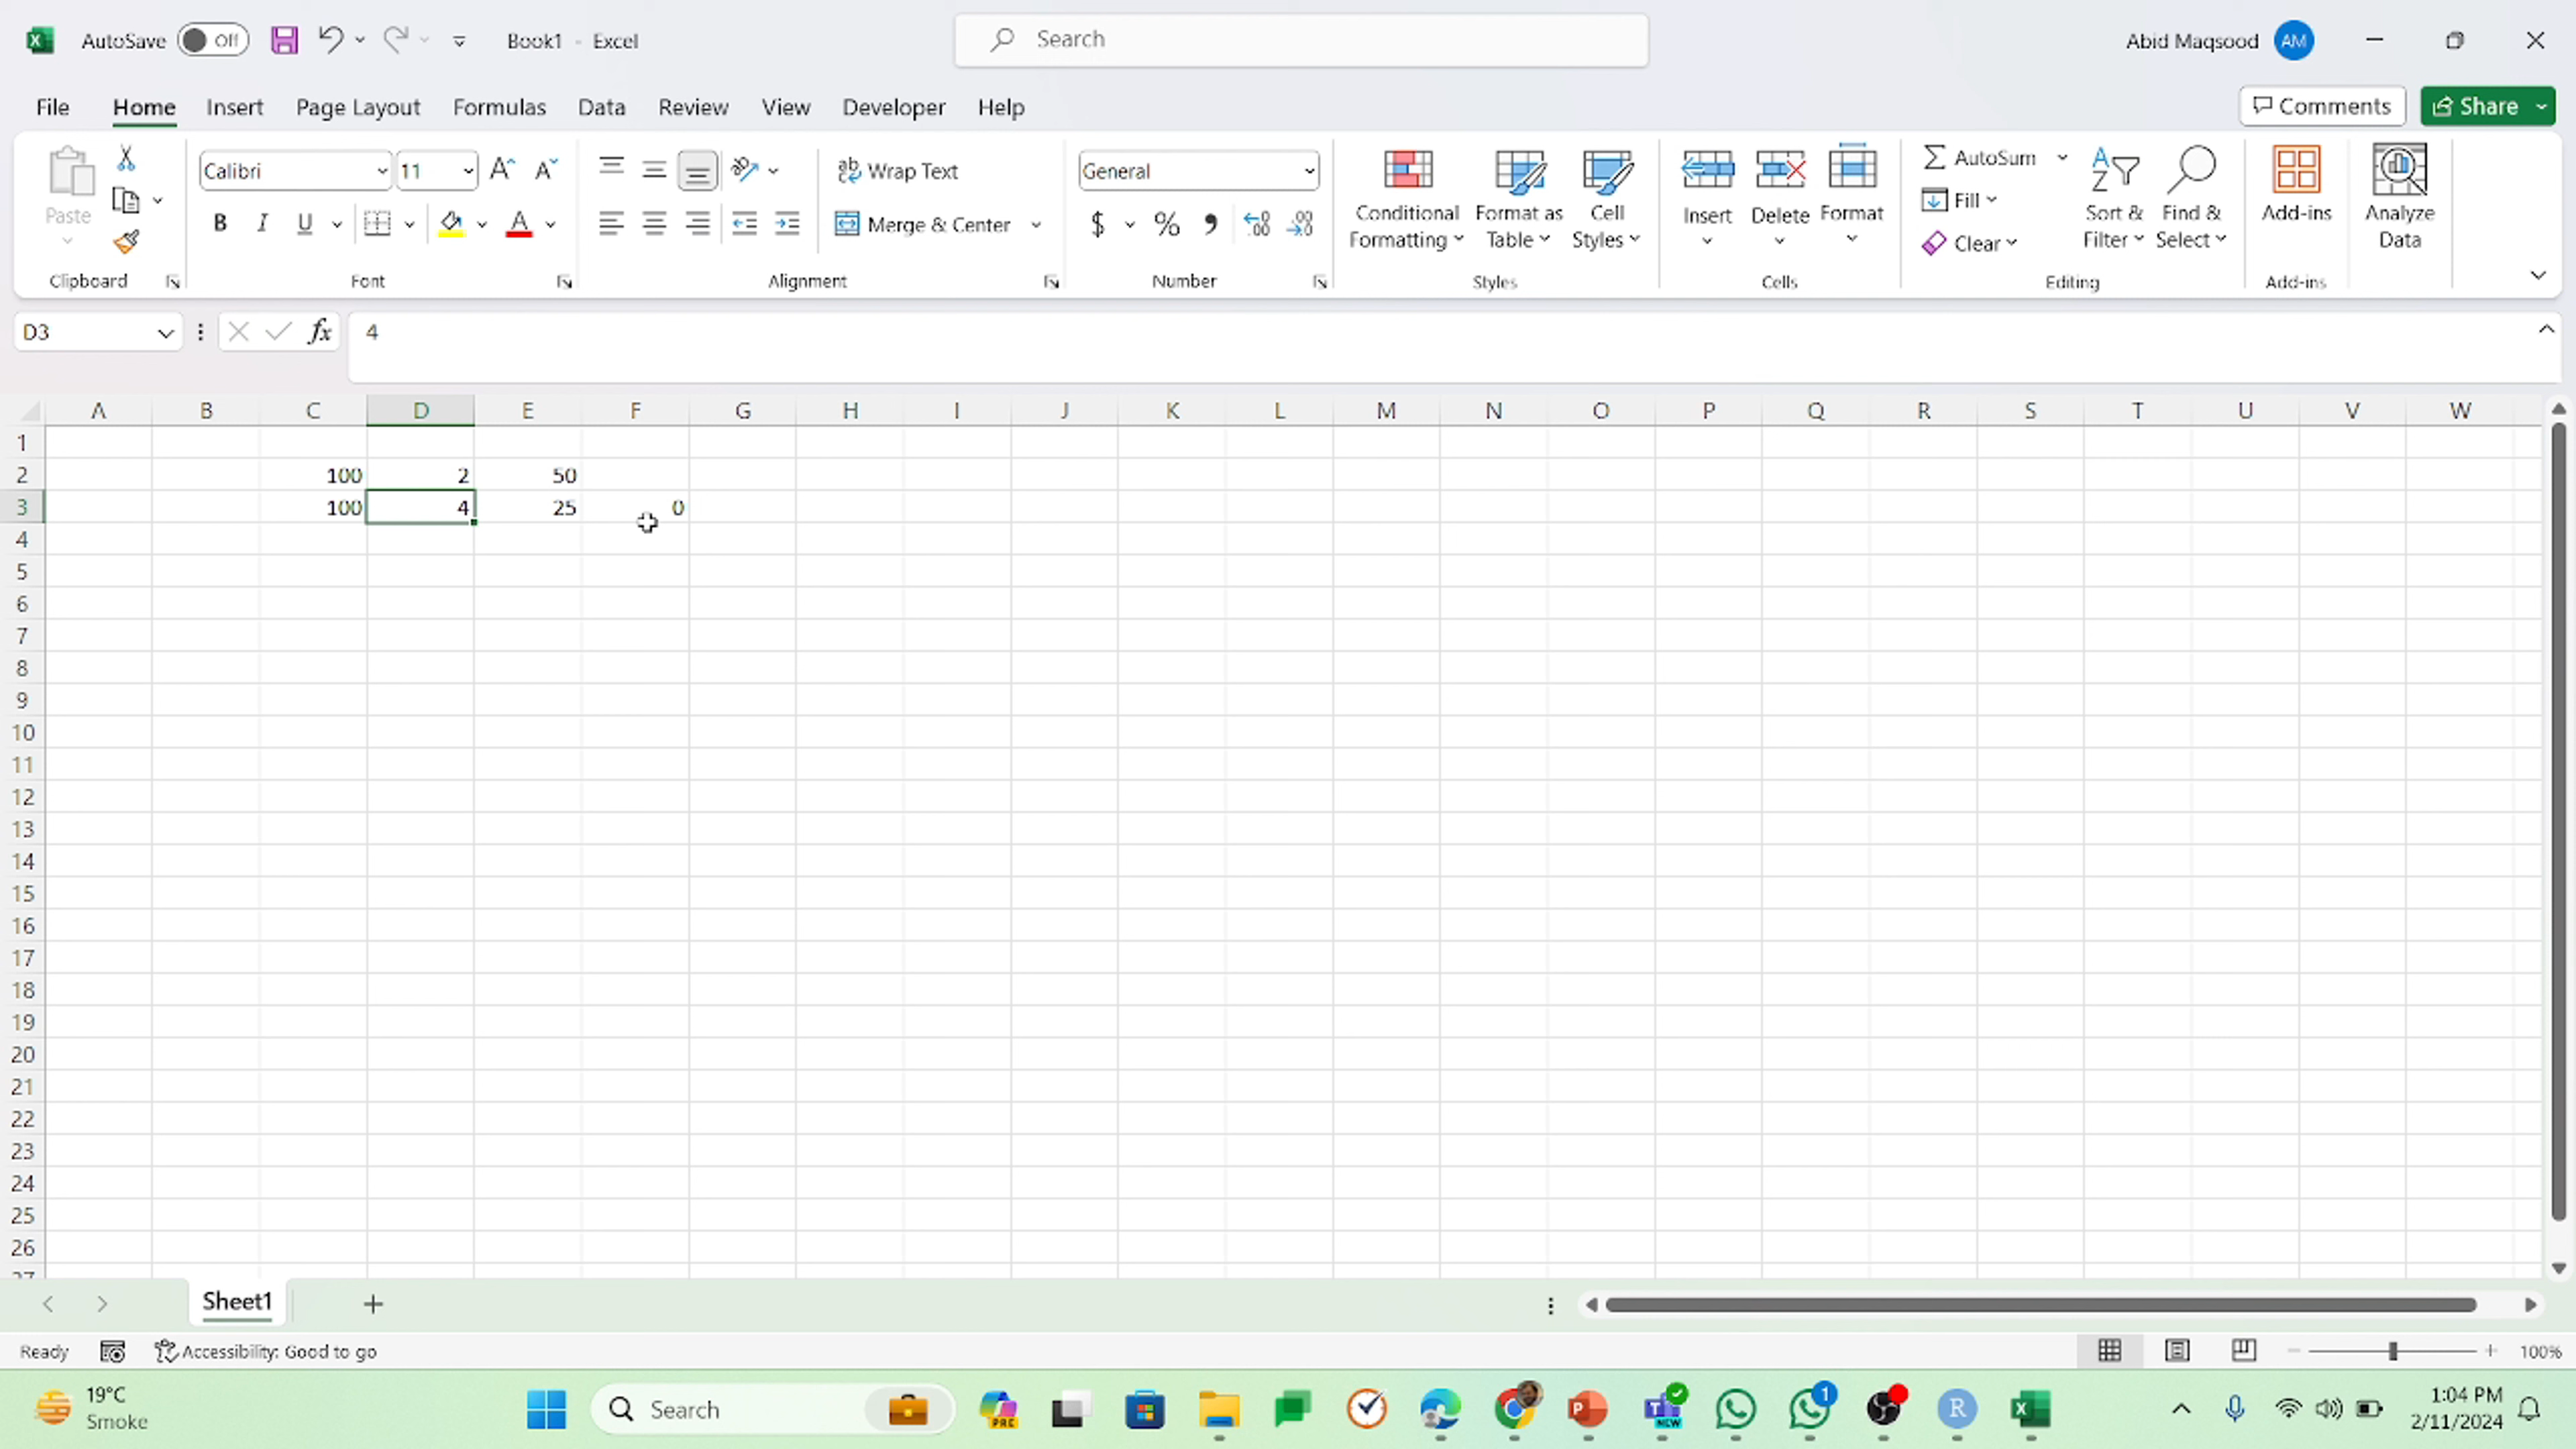 AutoSave Off Book1 - Excel Search Abid Maqsood AM
File Home Insert Page Layout Formulas Data Review View Developer Help Comments Share
Paste Calibri 11 Wrap Text General Conditional Formatting Format as Table Cell Styles Insert Delete Format AutoSum Sort & Filter Find & Select Add-ins Analyze Data
B I U A Merge & Center $ % Fill
Clear
Clipboard Font Alignment Number Styles Cells Editing Add-ins
D3 fx 4
A B C D E F G H I J K L M N O P Q R S T U V W
1
2 100 2 50
3 100 4 25 0
4
5
6
7
8
9
10
11
12
13
14
15
16
17
18
19
20
21
22
23
24
25
26
27
Sheet1
Ready Accessibility: Good to go 100%
19°C Search PRE P NEW 1 R 1:04 PM
Smoke 2/11/2024